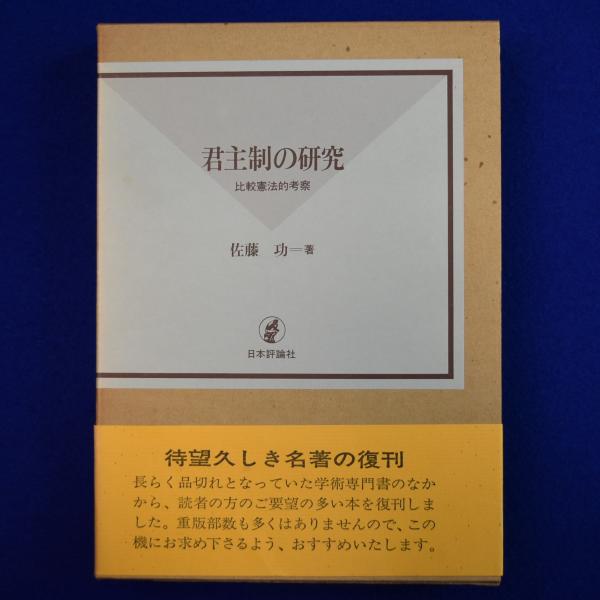 君主制の研究
比較憲法的考察
佐藤 功＝著
日本評論社
待望久しき名著の復刊
長らく品切れとなっていた学術専門書のなか
から、読者の方のご要望の多い本を復刊しま
した。重版部数も多くはありませんので、この
機にお求め下さるよう、おすすめいたします。